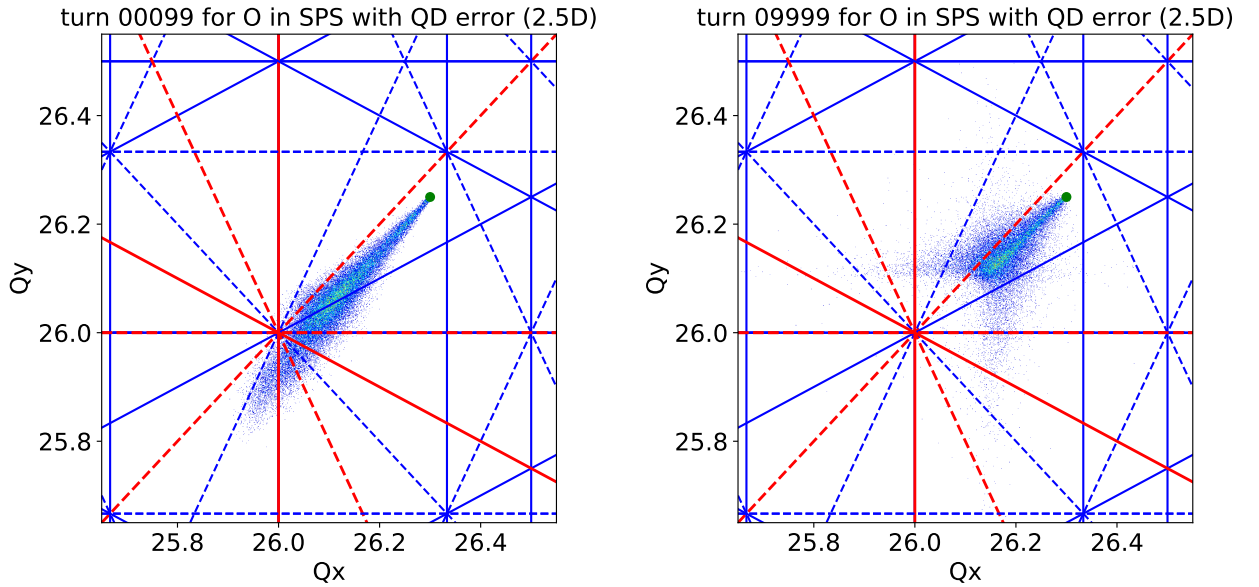 turn 00099 for O in SPS with QD error (2.5D)
26.4
26.2
26.0
25.8
Qy
25.8 26.0 26.2 26.4
Qx
turn 09999 for O in SPS with QD error (2.5D)
26.4
26.2
26.0
25.8
Qy
25.8 26.0 26.2 26.4
Qx